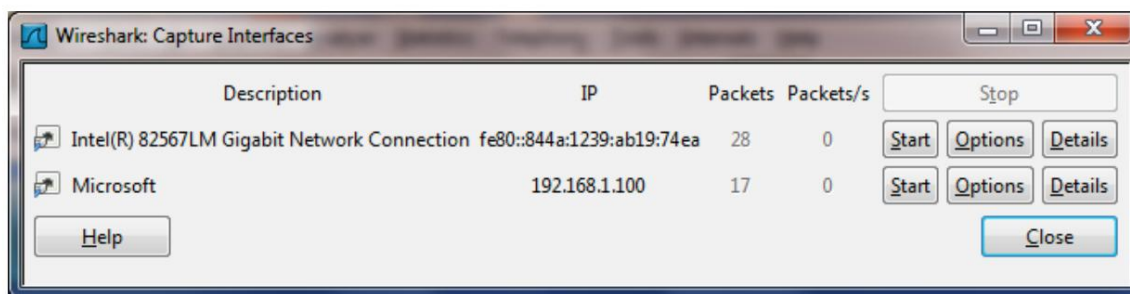 Wireshark: Capture Interfaces
Description IP Packets Packets/s Stop
Intel(R) 82567LM Gigabit Network Connection fe80::844a:1239:ab19:74ea 28 0 Start Options Details
Microsoft 192.168.1.100 17 0 Start Options Details
Help Close